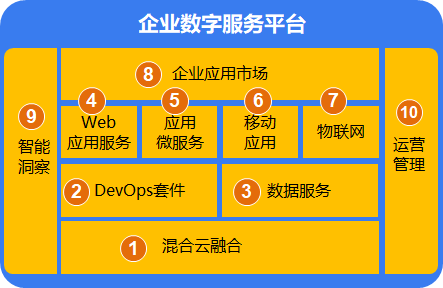 企业数字服务平台
8 企业应用市场
9
智能
洞察
4
Web
应用服务
5
应用
微服务
6
移动
应用
7
物联网
10
运营
管理
2 DevOps套件
3 数据服务
1 混合云融合